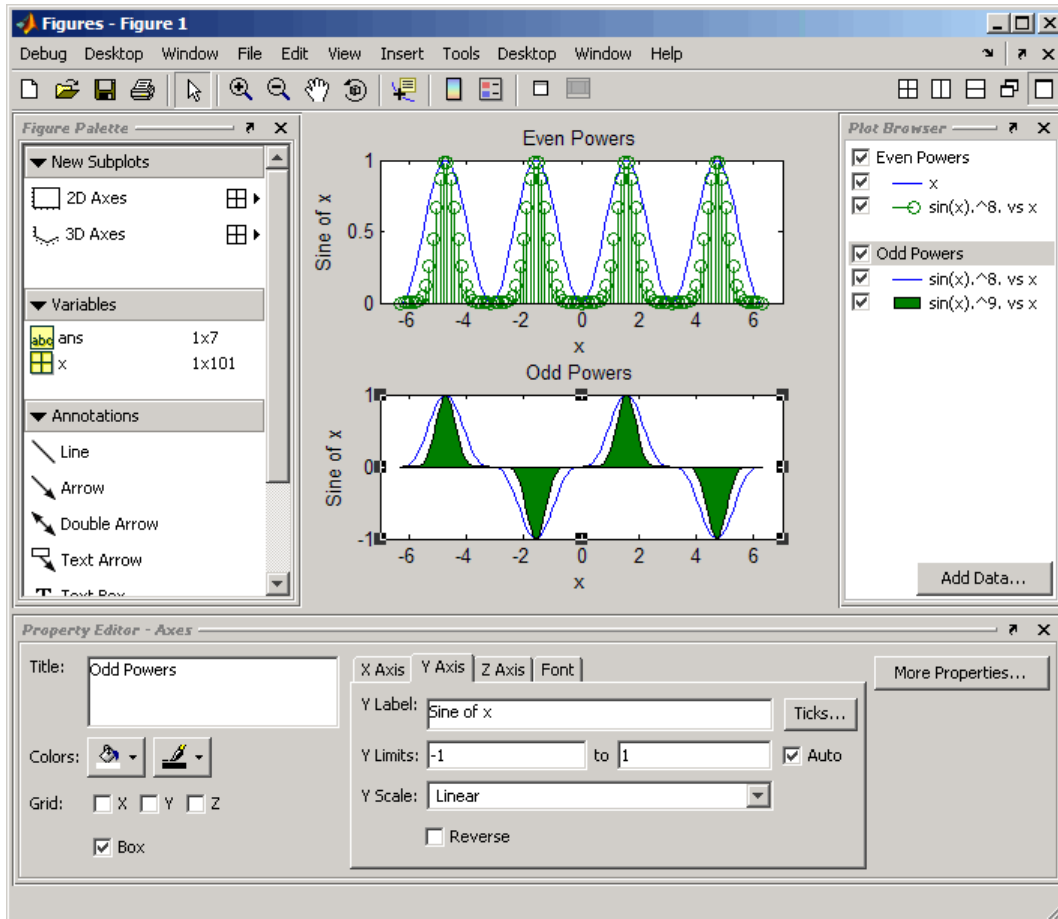 Figures - Figure 1
Debug Desktop Window File Edit View Insert Tools Desktop Window Help
Figure Palette
New Subplots
2D Axes
3D Axes
Variables
abc ans 1x7
x 1x101
Annotations
Line
Arrow
Double Arrow
Text Arrow
T Text Box
Even Powers
Sine of x
1
0.5
0
-6 -4 -2 0 2 4 6
x
Odd Powers
Sine of x
1
0
-1
-6 -4 -2 0 2 4 6
x
Plot Browser
Even Powers
x
sin(x).^8. vs x
Odd Powers
sin(x).^8. vs x
sin(x).^9. vs x
Add Data...
Property Editor - Axes
Title: Odd Powers
Colors:
Grid: X Y Z
Box
X Axis Y Axis Z Axis Font
Y Label: Sine of x Ticks...
Y Limits: -1 to 1 Auto
Y Scale: Linear
Reverse
More Properties...